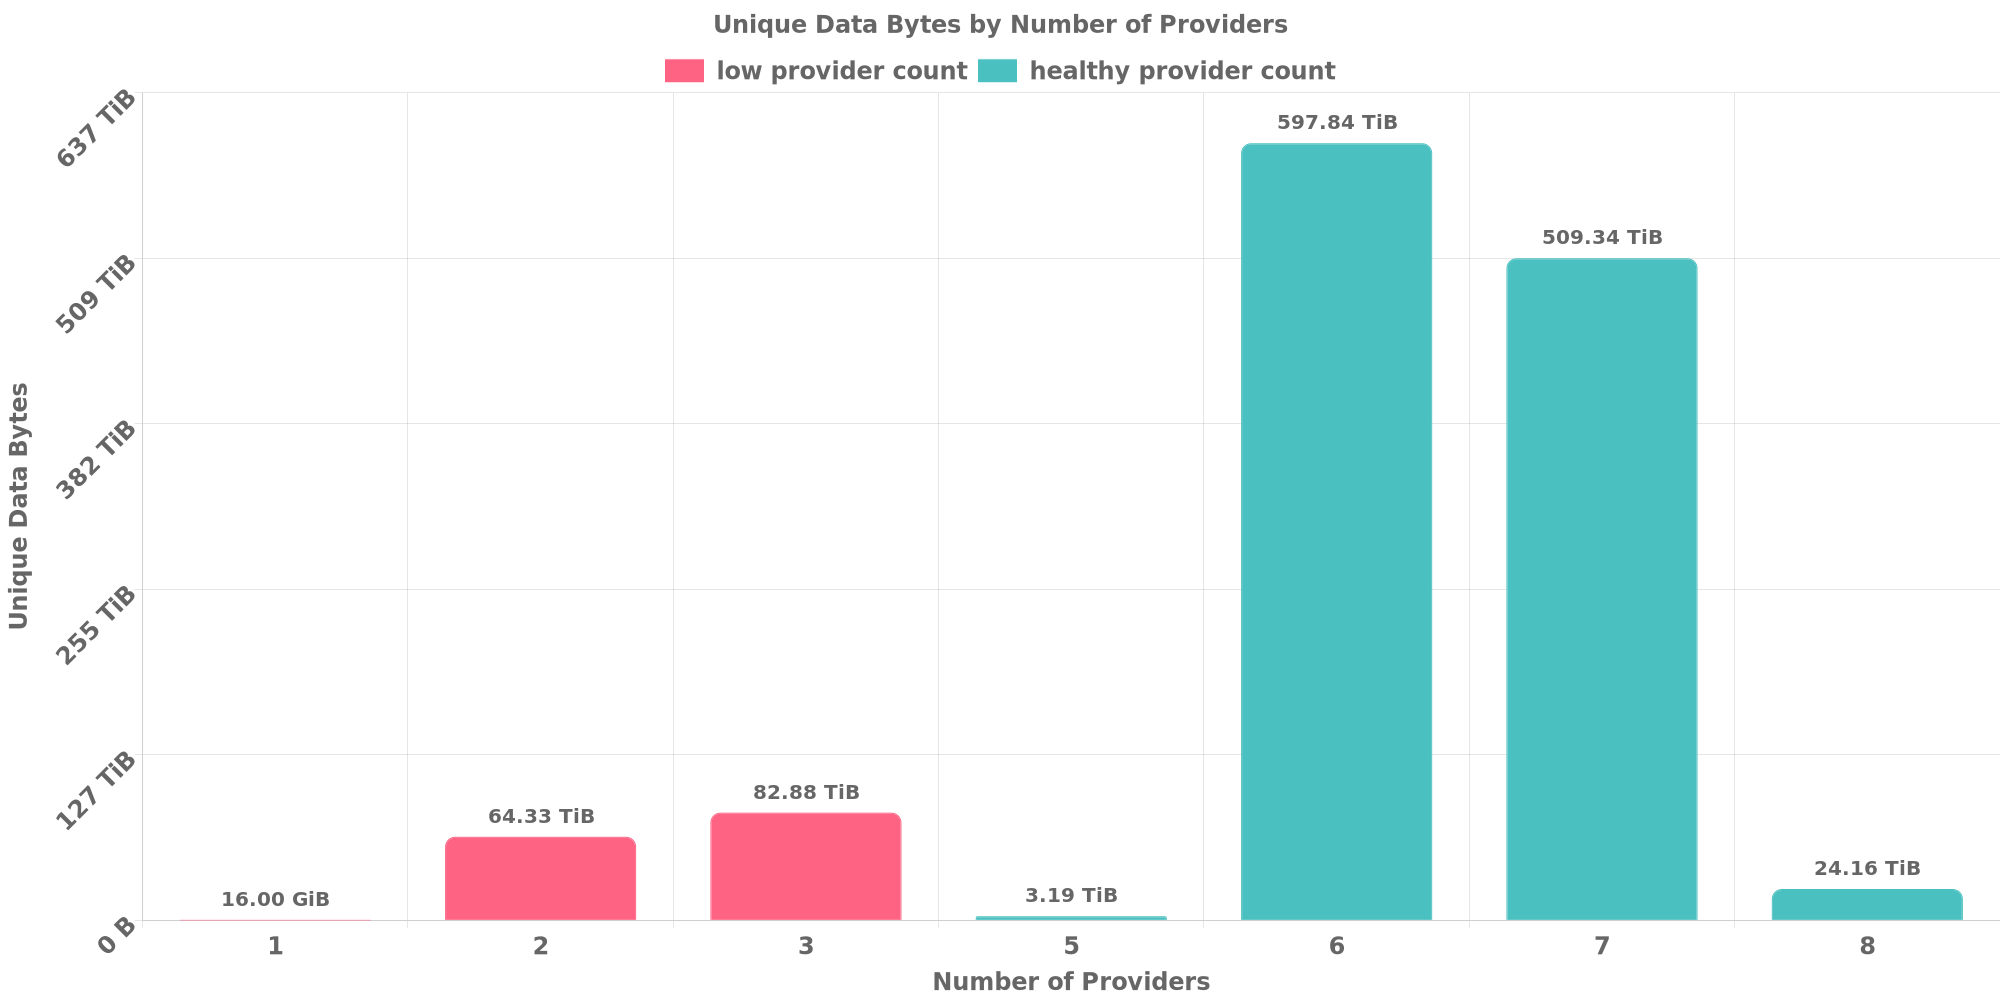 Unique Data Bytes by Number of Providers
low provider count healthy provider count
637 TiB
509 TiB
382 TiB
255 TiB
127 TiB
0 B
Unique Data Bytes
16.00 GiB
64.33 TiB
82.88 TiB
3.19 TiB
597.84 TiB
509.34 TiB
24.16 TiB
1 2 3 5 6 7 8
Number of Providers